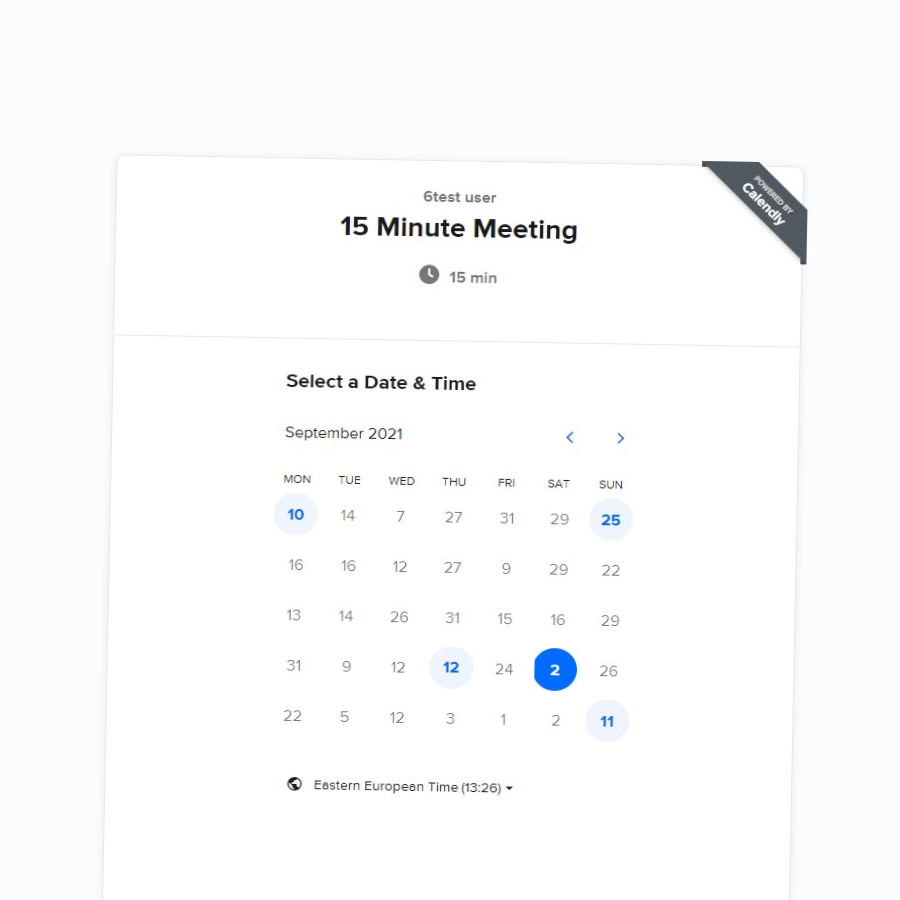 POWERED BY
Calendly
6test user
15 Minute Meeting
15 min
Select a Date & Time
September 2021
MON TUE WED THU FRI SAT SUN
10 14 7 27 31 29 25
16 16 12 27 9 29 22
13 14 26 31 15 16 29
31 9 12 12 24 2 26
22 5 12 3 1 2 11
Eastern European Time (13:26)